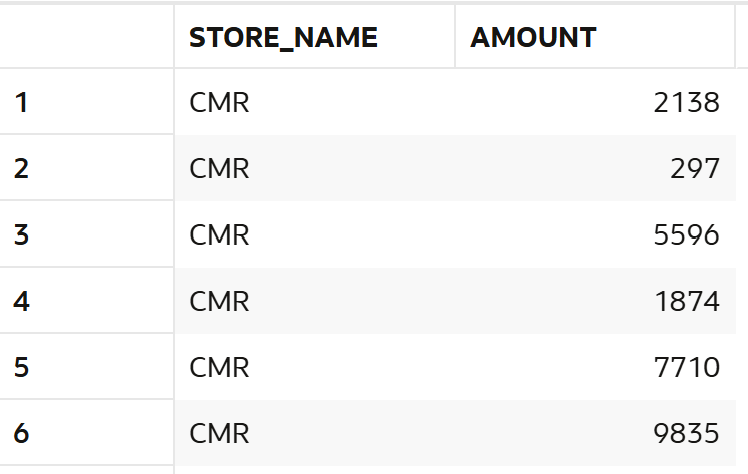 STORE_NAME AMOUNT
1 CMR 2138
2 CMR 297
3 CMR 5596
4 CMR 1874
5 CMR 7710
6 CMR 9835